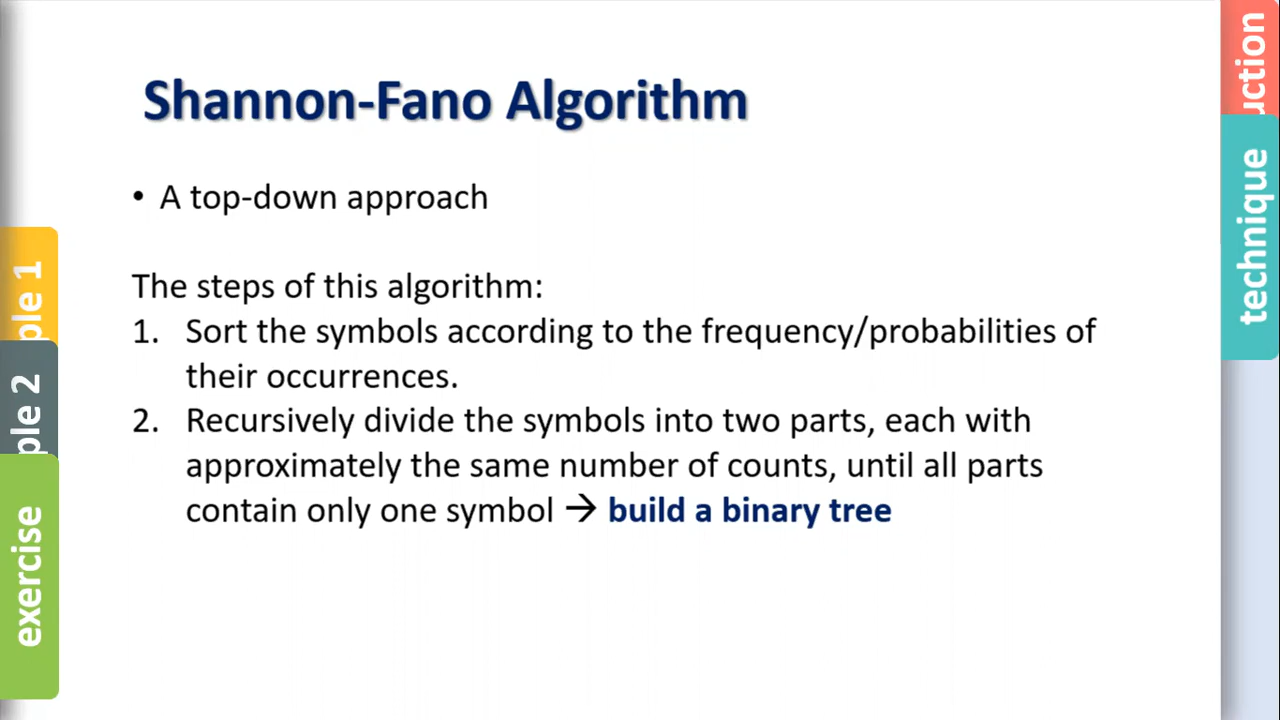 Shannon-Fano Algorithm
• A top-down approach
The steps of this algorithm:
1. Sort the symbols according to the frequency/probabilities of
their occurrences.
2. Recursively divide the symbols into two parts, each with
approximately the same number of counts, until all parts
contain only one symbol → build a binary tree
ple 1
ple 2
exercise
uction
technique